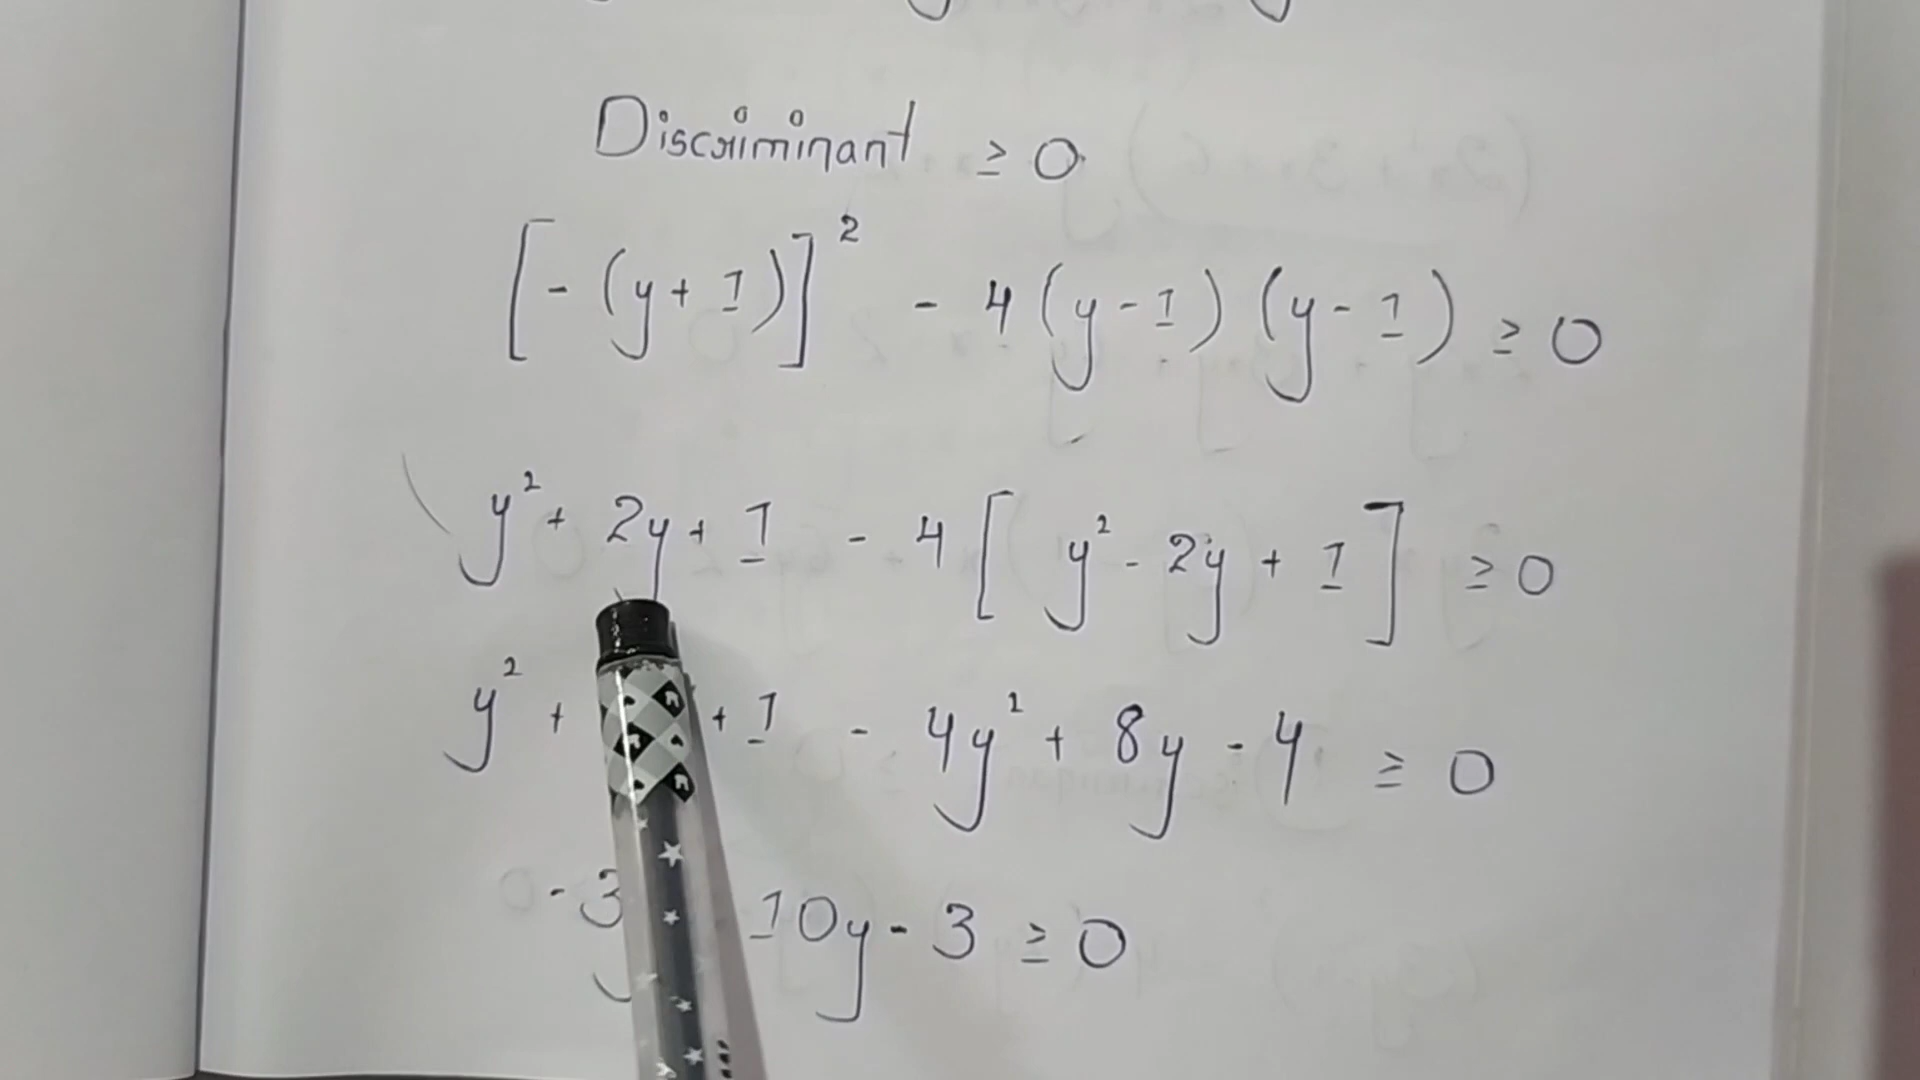 Discriminant ≥ 0
[-(y+1)]² - 4(y-1)(y-1) ≥ 0
y² + 2y + 1 - 4[y² - 2y + 1] ≥ 0
y² + + 1 - 4y² + 8y - 4 ≥ 0
-3 10y - 3 ≥ 0